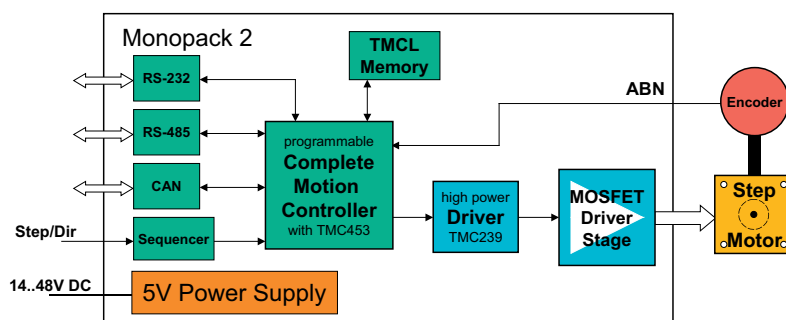 Monopack 2
RS-232
RS-485
CAN
Step/Dir
Sequencer
14..48V DC
5V Power Supply
TMCL
Memory
programmable
Complete
Motion
Controller
with TMC453
high power
Driver
TMC239
MOSFET
Driver
Stage
ABN
Encoder
Step
Motor